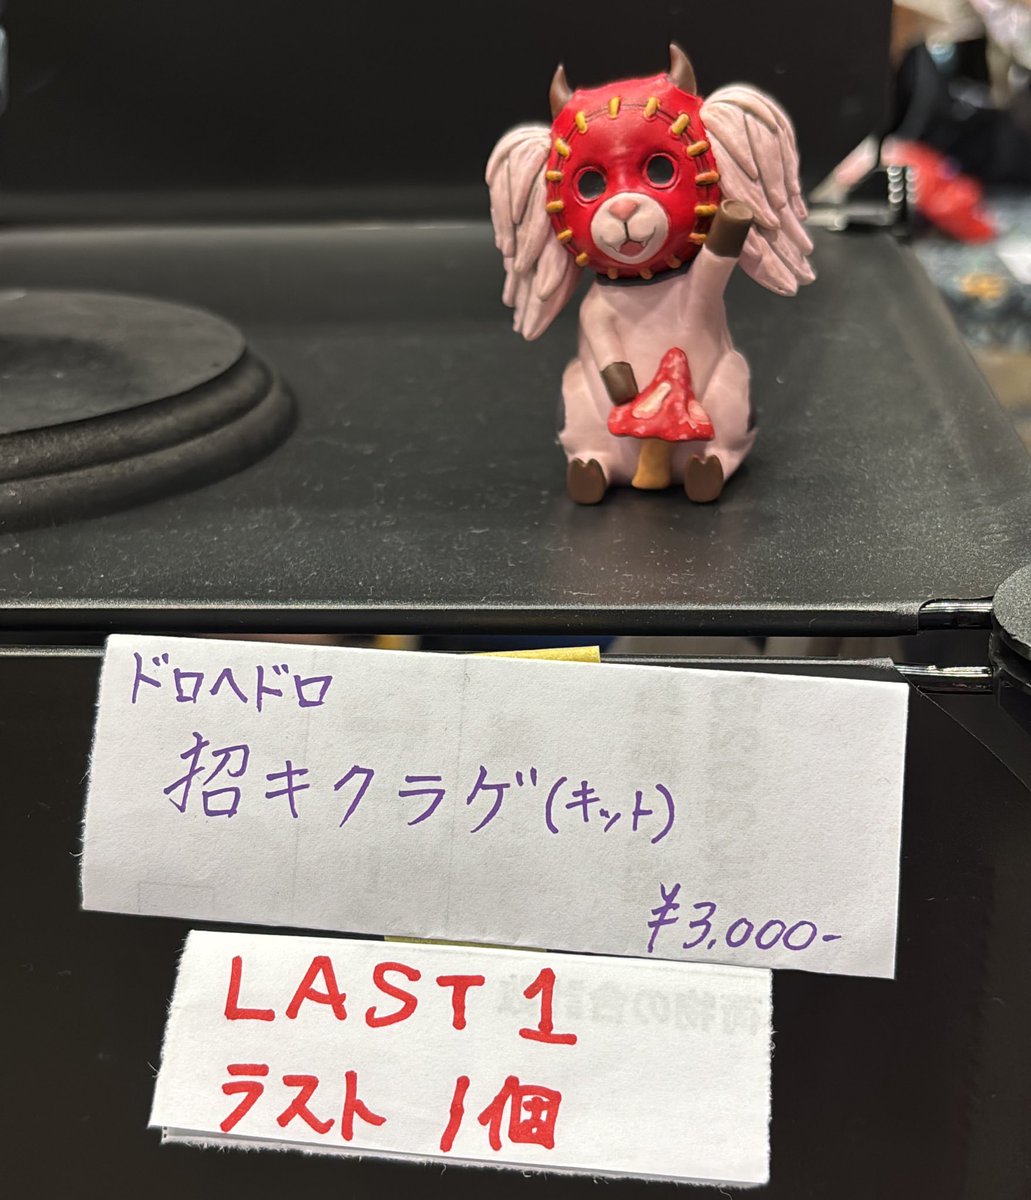 ドロヘドロ
招キクラゲ(キット)
¥3,000-
LAST 1
ラスト 1個